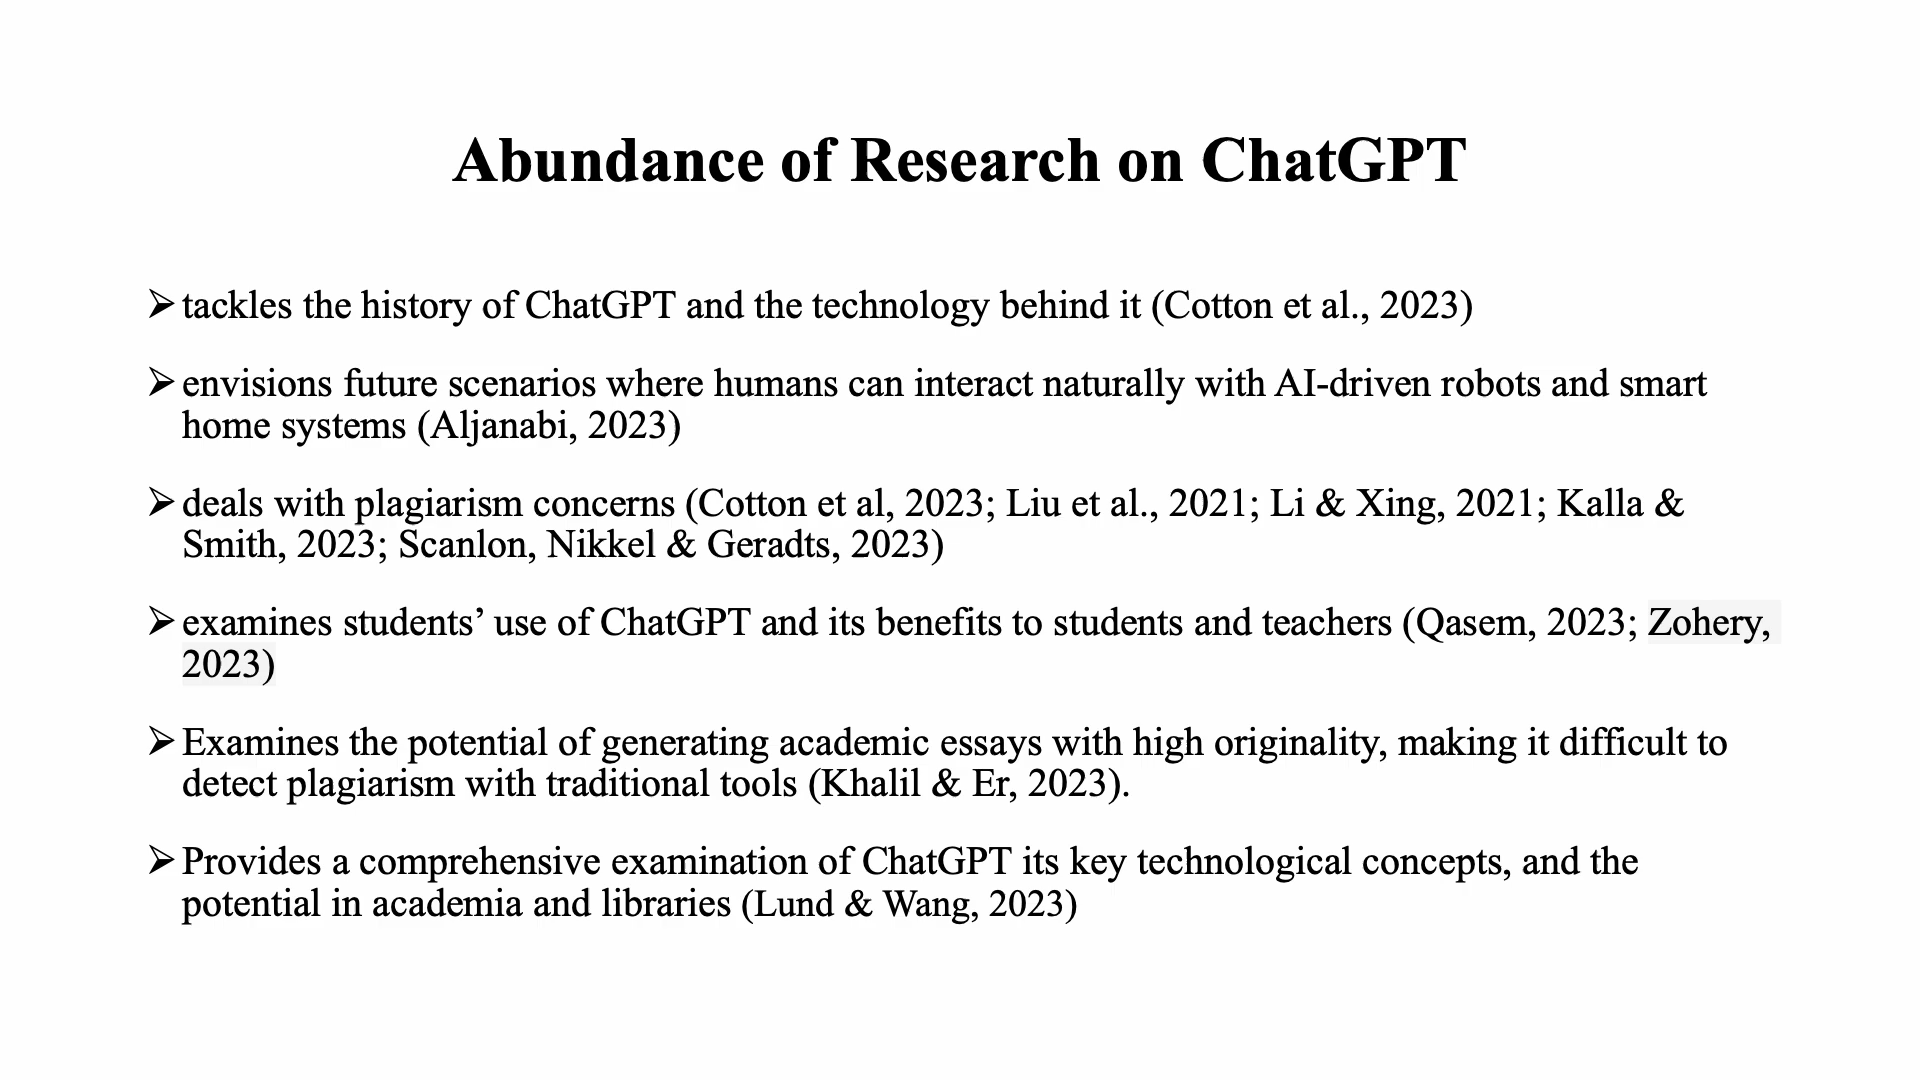 Abundance of Research on ChatGPT
➢ tackles the history of ChatGPT and the technology behind it (Cotton et al., 2023)
➢ envisions future scenarios where humans can interact naturally with AI-driven robots and smart
home systems (Aljanabi, 2023)
➢ deals with plagiarism concerns (Cotton et al, 2023; Liu et al., 2021; Li & Xing, 2021; Kalla &
Smith, 2023; Scanlon, Nikkel & Geradts, 2023)
➢ examines students’ use of ChatGPT and its benefits to students and teachers (Qasem, 2023; Zohery,
2023)
➢ Examines the potential of generating academic essays with high originality, making it difficult to
detect plagiarism with traditional tools (Khalil & Er, 2023).
➢ Provides a comprehensive examination of ChatGPT its key technological concepts, and the
potential in academia and libraries (Lund & Wang, 2023)